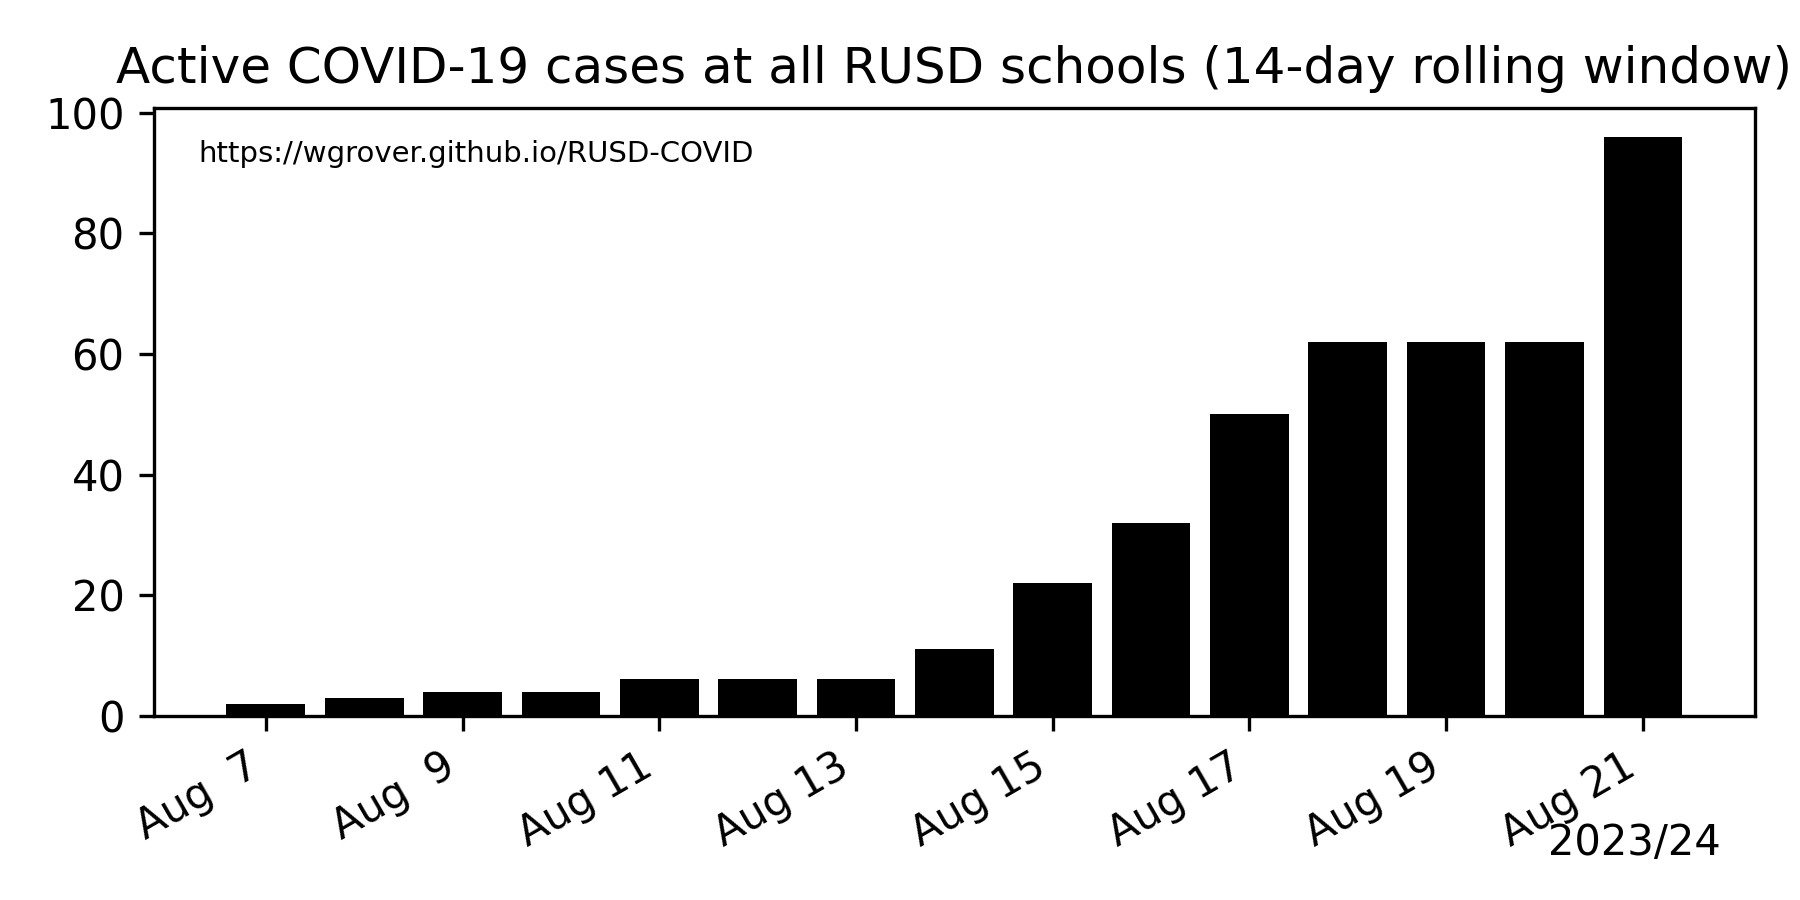 Active COVID-19 cases at all RUSD schools (14-day rolling window)
https://wgrover.github.io/RUSD-COVID
100
80
60
40
20
0
Aug 7
Aug 9
Aug 11
Aug 13
Aug 15
Aug 17
Aug 19
Aug 21
2023/24